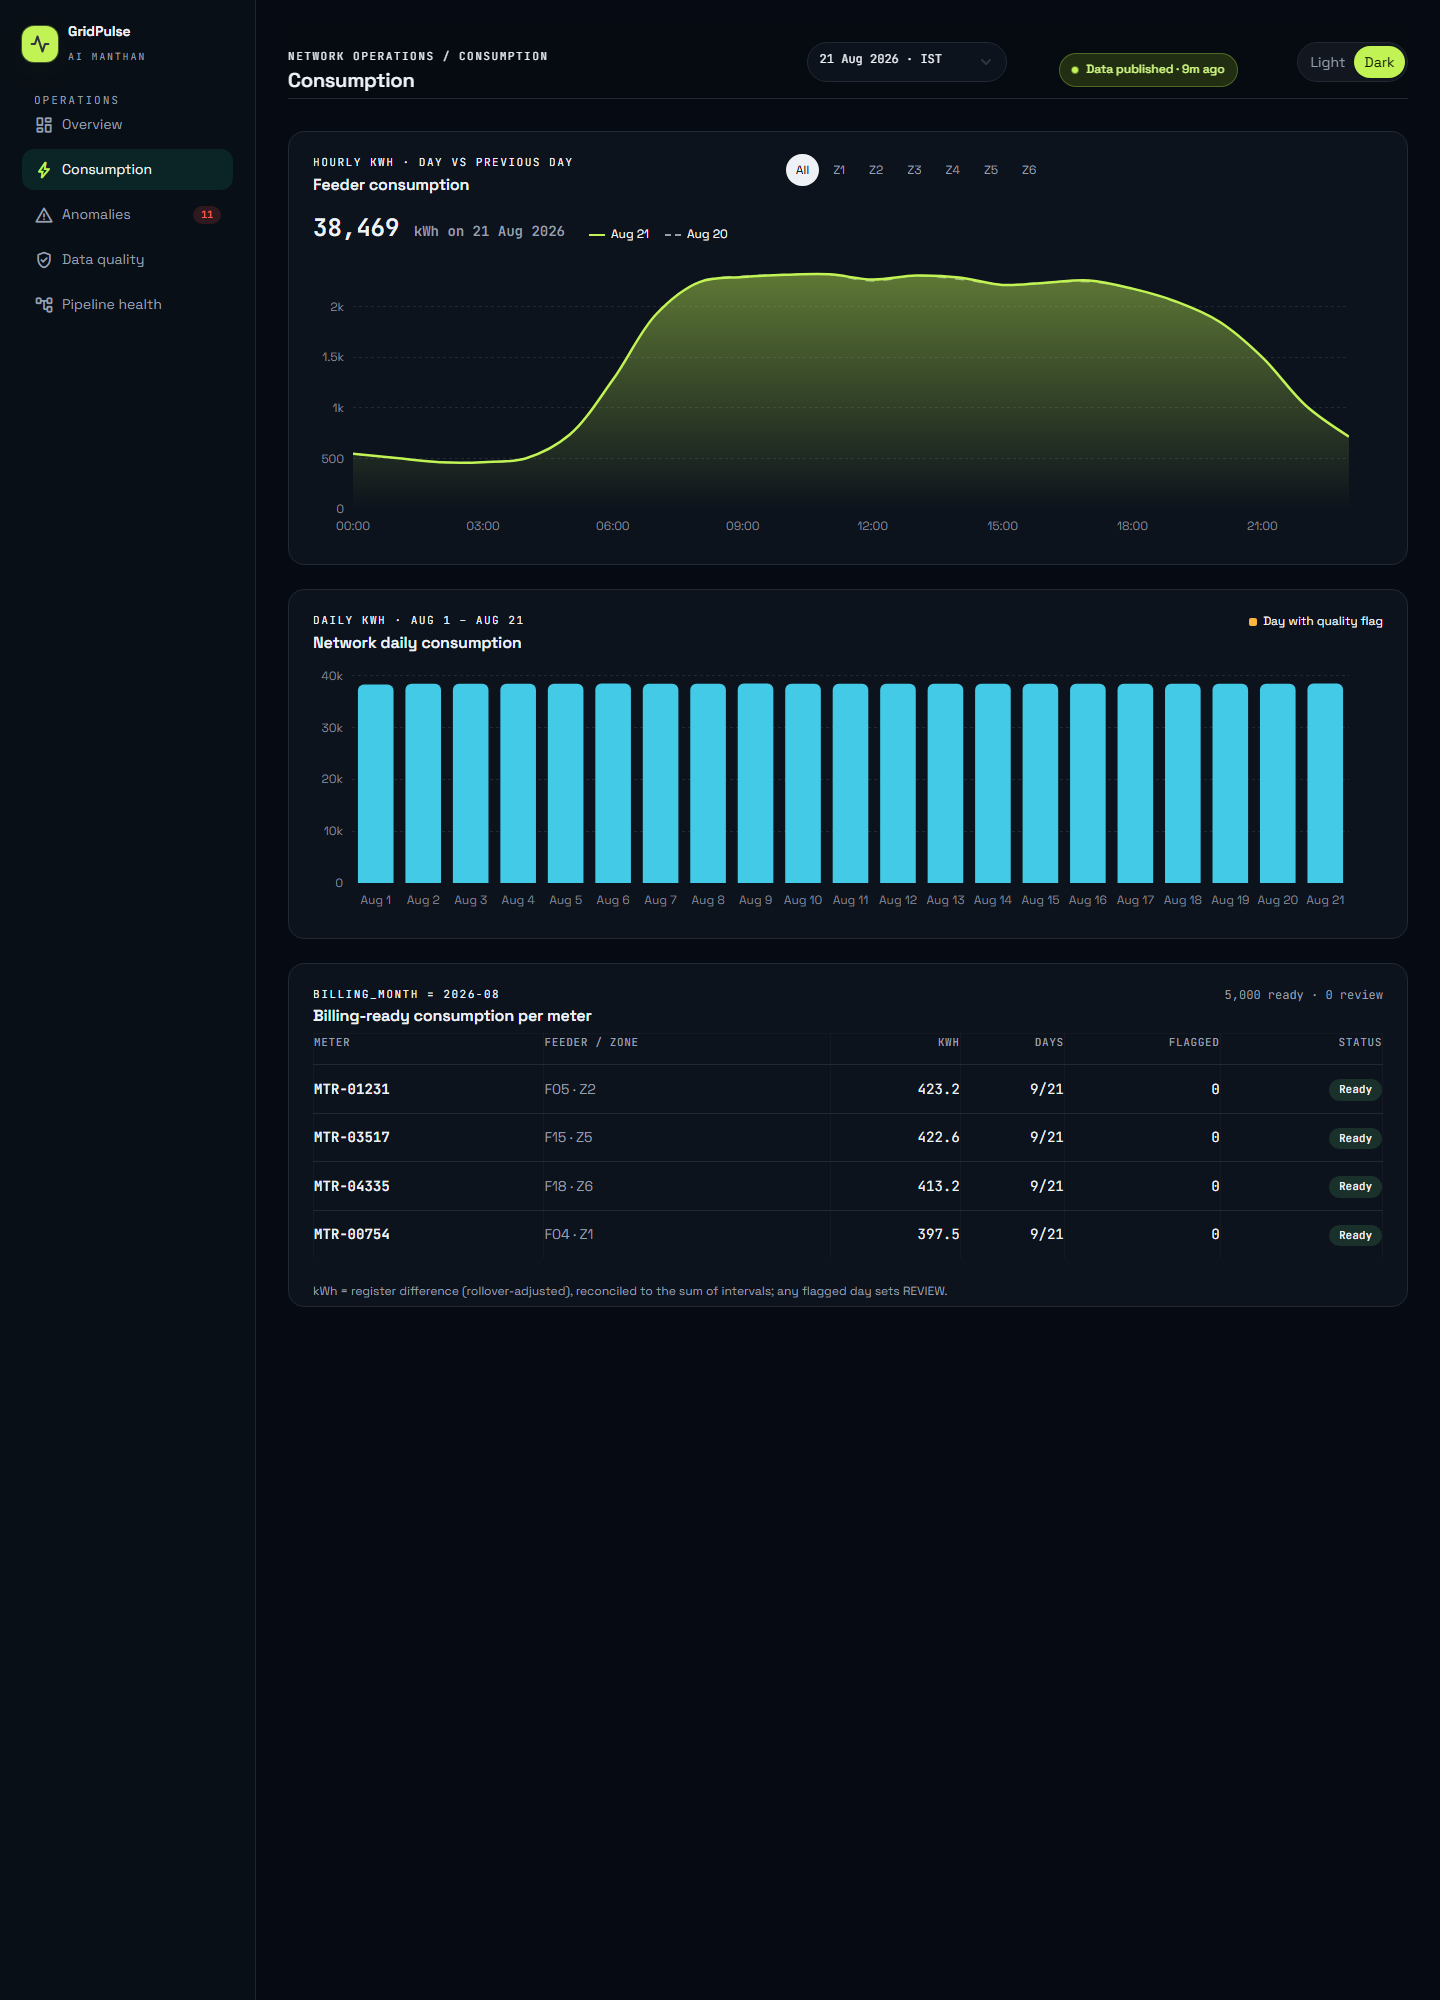 GridPulse
AI MANTHAN
OPERATIONS
Overview
Consumption
Anomalies 11
Data quality
Pipeline health
NETWORK OPERATIONS / CONSUMPTION
Consumption
21 Aug 2026 · IST
Data published · 9m ago
Light Dark
HOURLY KWH · DAY VS PREVIOUS DAY
Feeder consumption
All Z1 Z2 Z3 Z4 Z5 Z6
38,469 kWh on 21 Aug 2026
Aug 21 Aug 20
2k
1.5k
1k
500
0
00:00 03:00 06:00 09:00 12:00 15:00 18:00 21:00
DAILY KWH · AUG 1 – AUG 21
Network daily consumption
Day with quality flag
40k
30k
20k
10k
0
Aug 1 Aug 2 Aug 3 Aug 4 Aug 5 Aug 6 Aug 7 Aug 8 Aug 9 Aug 10 Aug 11 Aug 12 Aug 13 Aug 14 Aug 15 Aug 16 Aug 17 Aug 18 Aug 19 Aug 20 Aug 21
BILLING_MONTH = 2026-08
Billing-ready consumption per meter
5,000 ready · 0 review
METER FEEDER / ZONE KWH DAYS FLAGGED STATUS
MTR-01231 F05 · Z2 423.2 9/21 0 Ready
MTR-03517 F15 · Z5 422.6 9/21 0 Ready
MTR-04335 F18 · Z6 413.2 9/21 0 Ready
MTR-00754 F04 · Z1 397.5 9/21 0 Ready
kWh = register difference (rollover-adjusted), reconciled to the sum of intervals; any flagged day sets REVIEW.